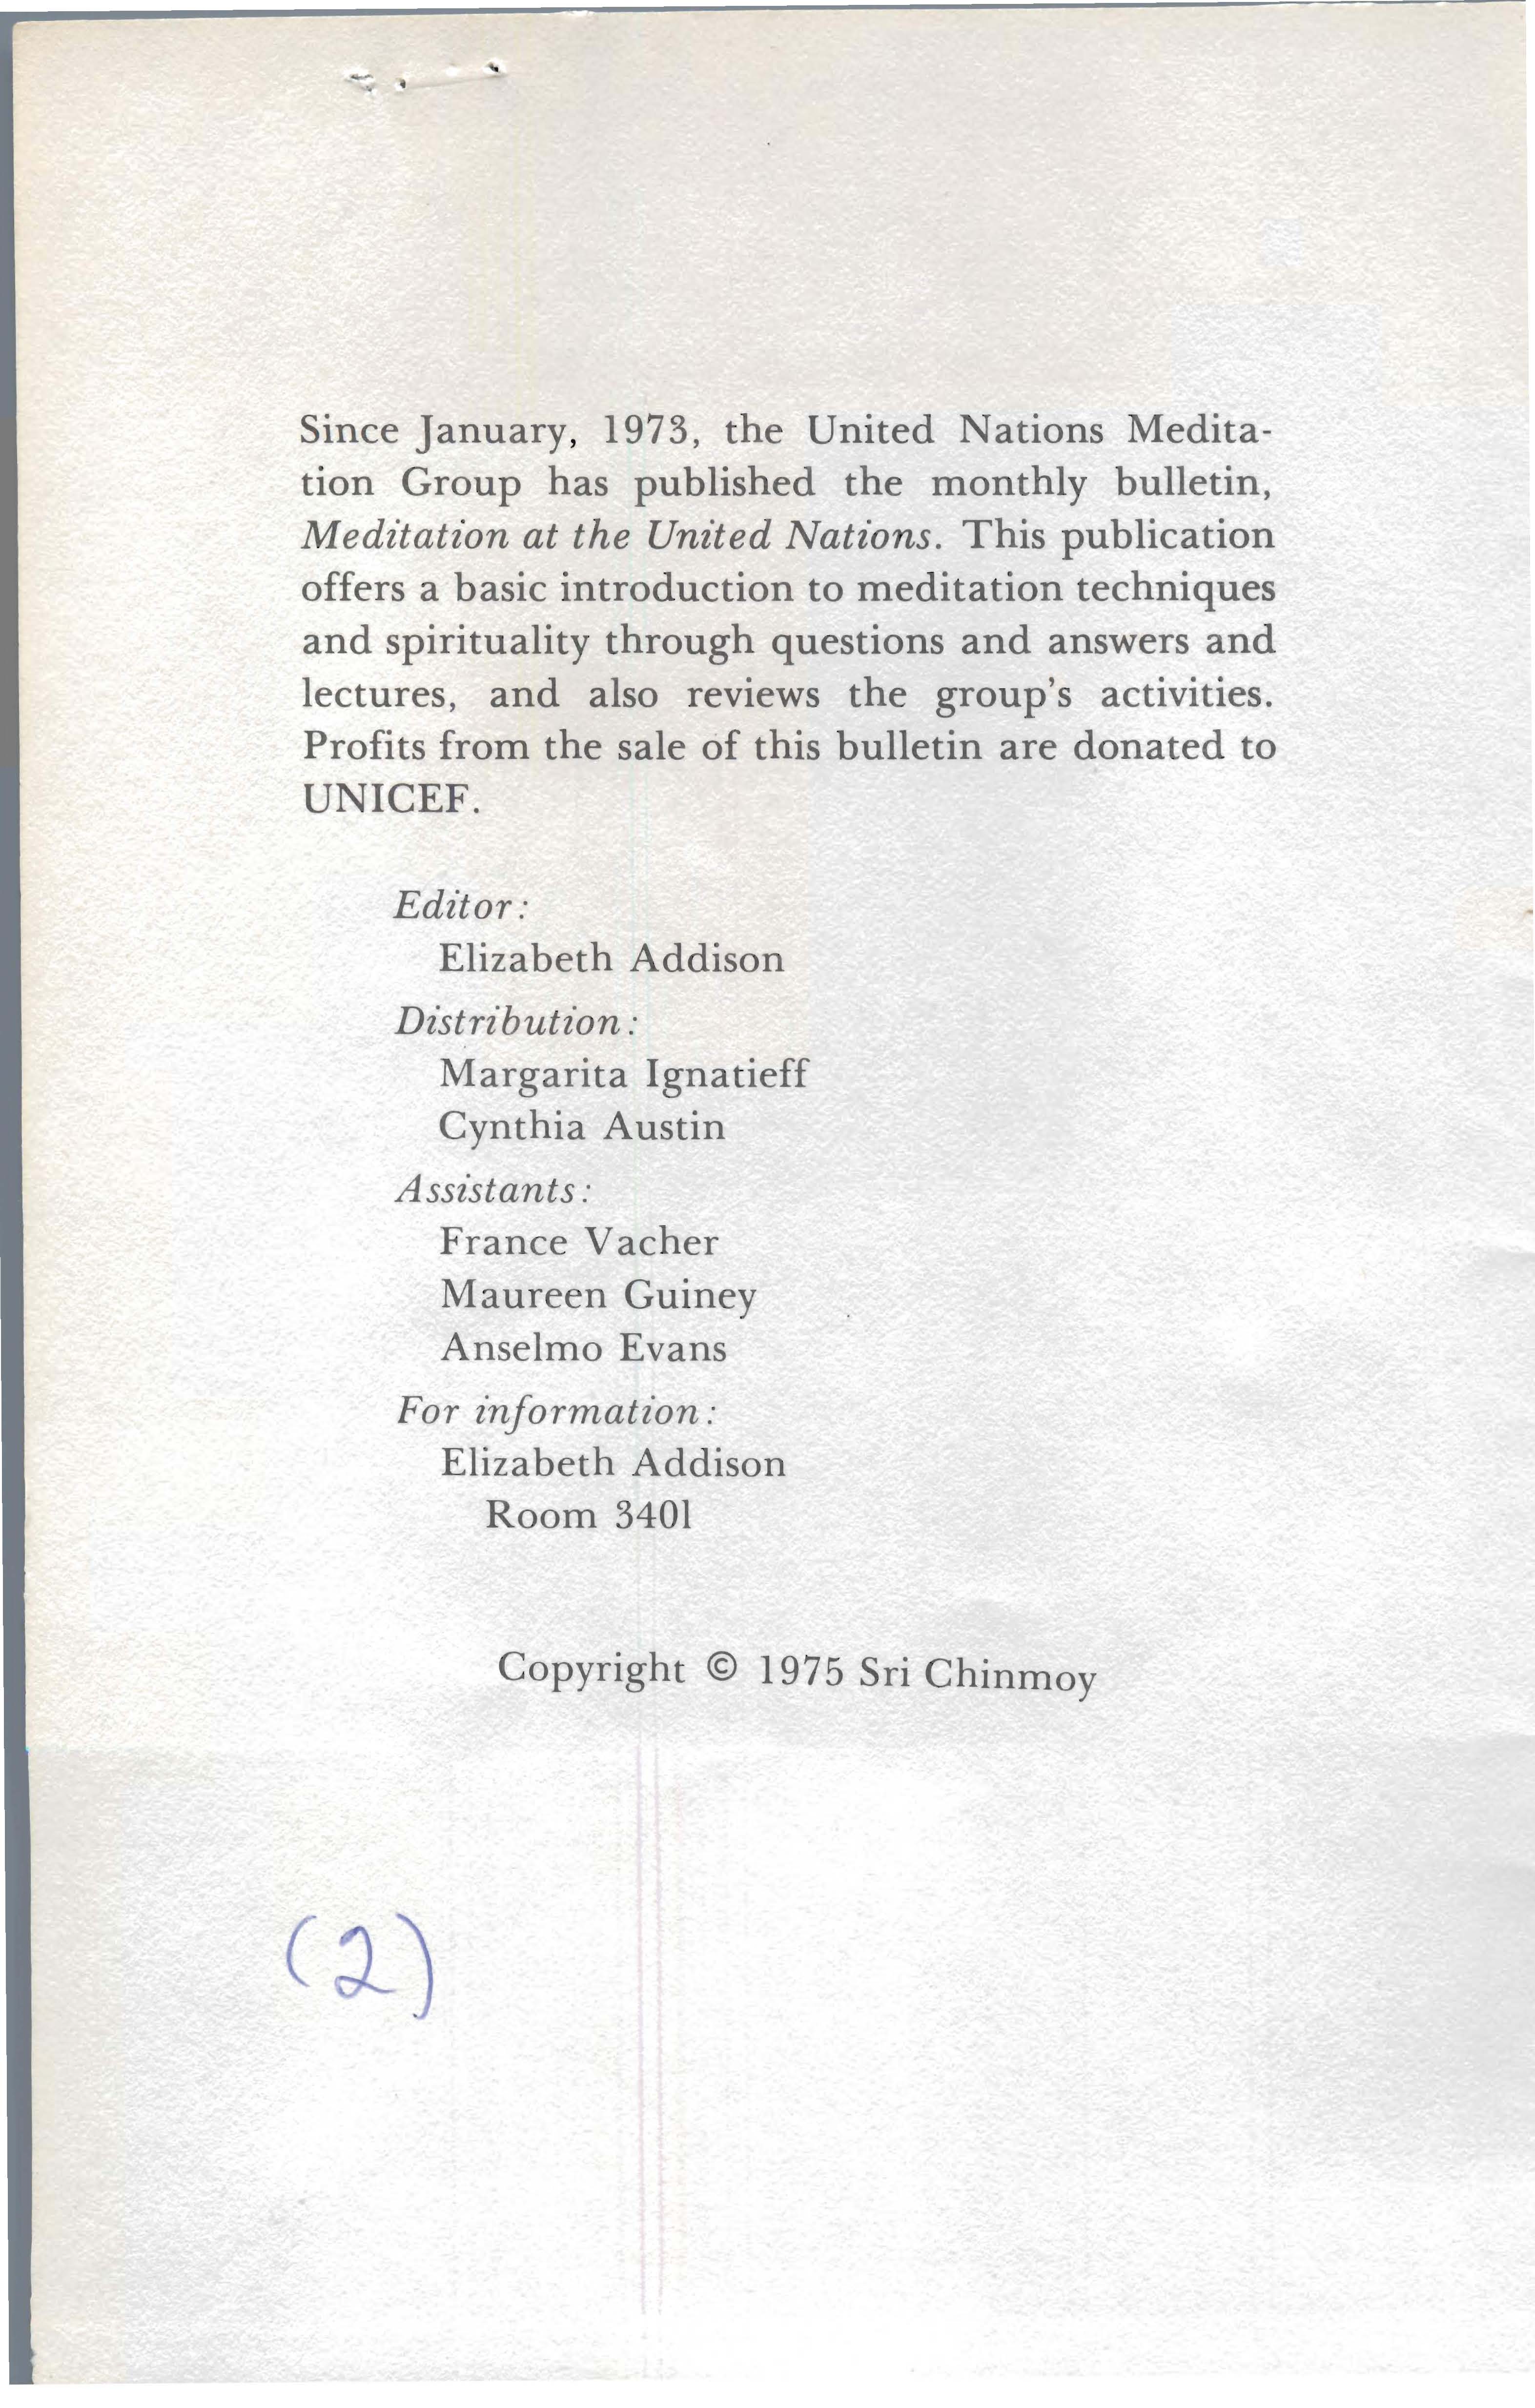 Since January, 1973, the United Nations Medita-
tion Group has published the monthly bulletin,
Meditation at the United Nations. This publication
offers a basic introduction to meditation techniques
and spirituality through questions and answers and
lectures, and also reviews the group's activities.
Profits from the sale of this bulletin are donated to
UNICEF.
Editor:
Elizabeth Addison
Distribution:
Margarita Ignatieff
Cynthia Austin
Assistants:
France Vacher
Maureen Guiney
Anselmo Evans
For information:
Elizabeth Addison
Room 3401
Copyright © 1975 Sri Chinmoy
(2)